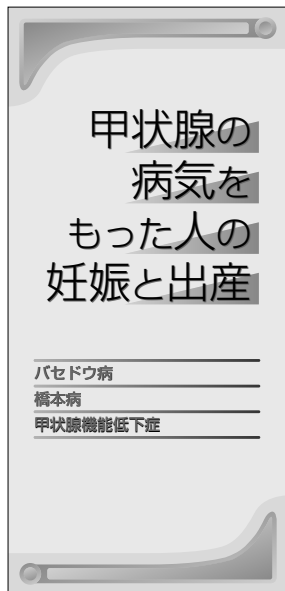 甲状腺の
病気を
もった人の
妊娠と出産
バセドウ病
橋本病
甲状腺機能低下症